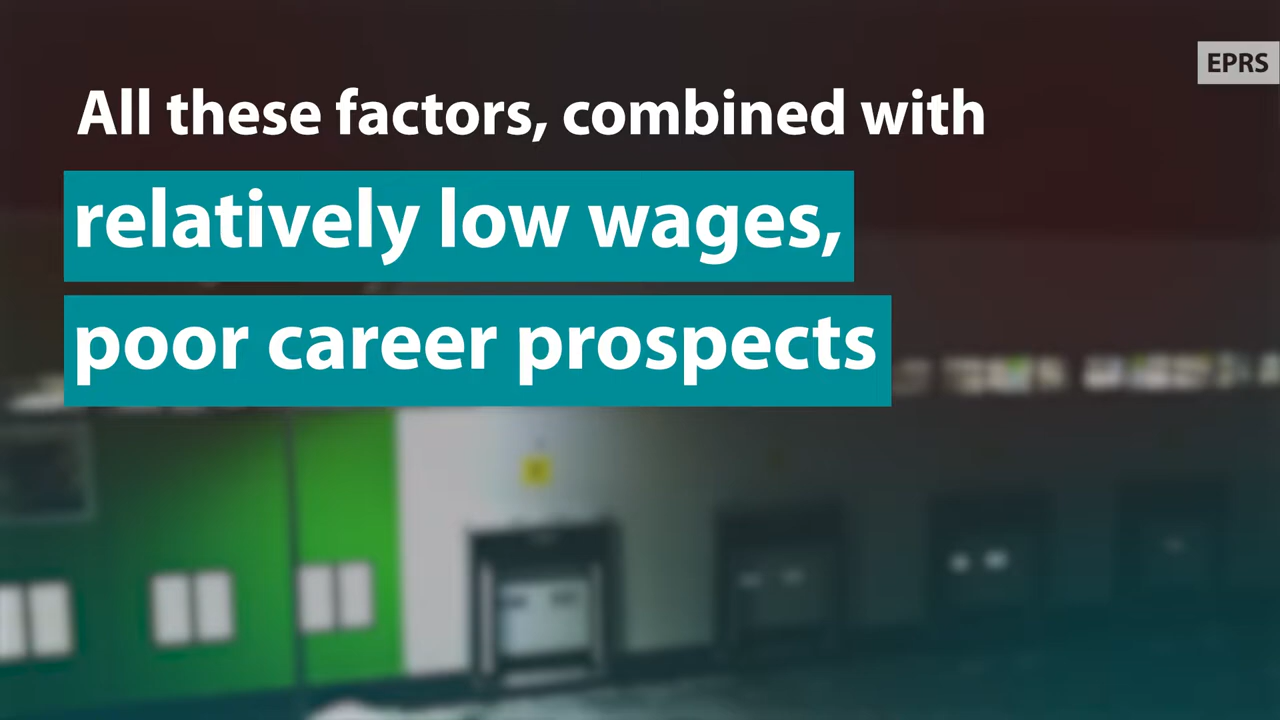 EPRS
All these factors, combined with
relatively low wages,
poor career prospects